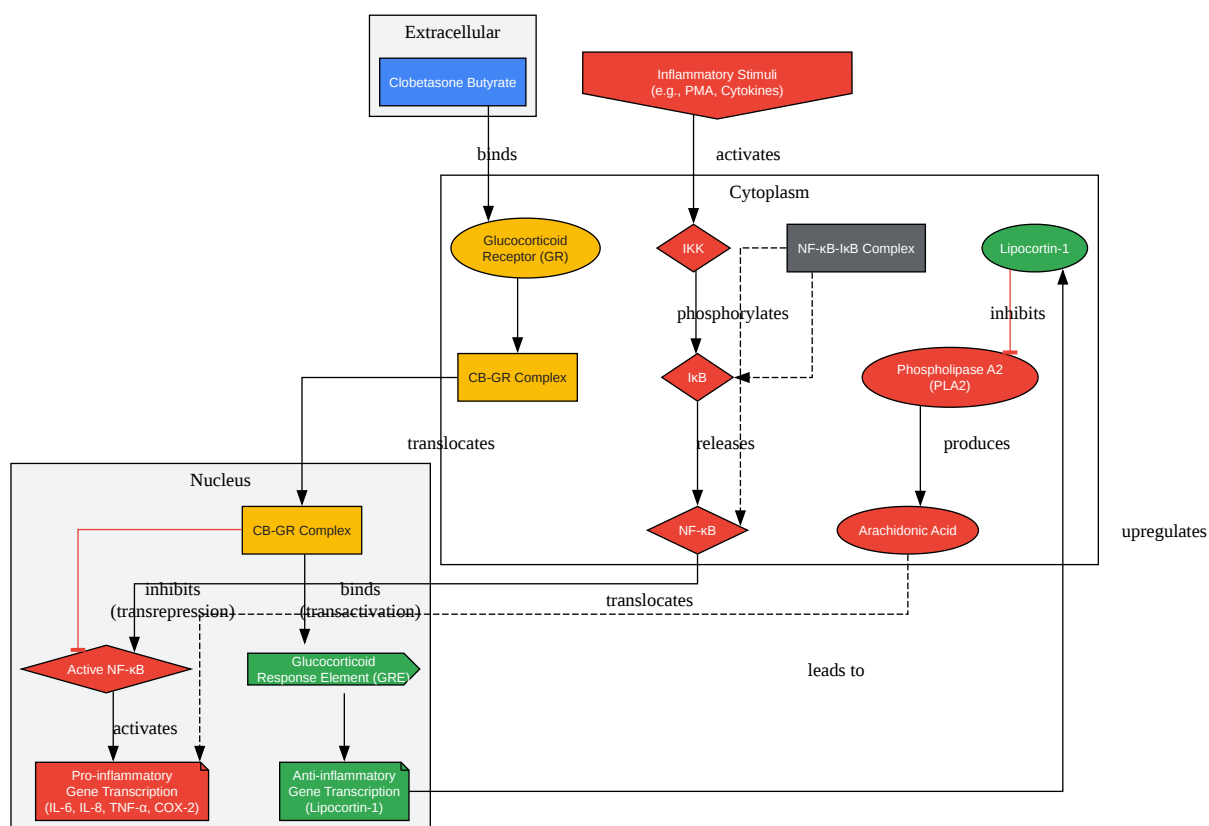 Extracellular
Clobetasone Butyrate
Inflammatory Stimuli
(e.g., PMA, Cytokines)
binds
activates
Cytoplasm
Glucocorticoid
Receptor (GR)
IKK
NF-κB-IκB Complex
Lipocortin-1
phosphorylates
inhibits
CB-GR Complex
IκB
Phospholipase A2
(PLA2)
translocates
releases
produces
Nucleus
CB-GR Complex
NF-κB
Arachidonic Acid
upregulates
inhibits
(transrepression)
binds
(transactivation)
translocates
Active NF-κB
Glucocorticoid
Response Element (GRE)
leads to
activates
Pro-inflammatory
Gene Transcription
(IL-6, IL-8, TNF-α, COX-2)
Anti-inflammatory
Gene Transcription
(Lipocortin-1)